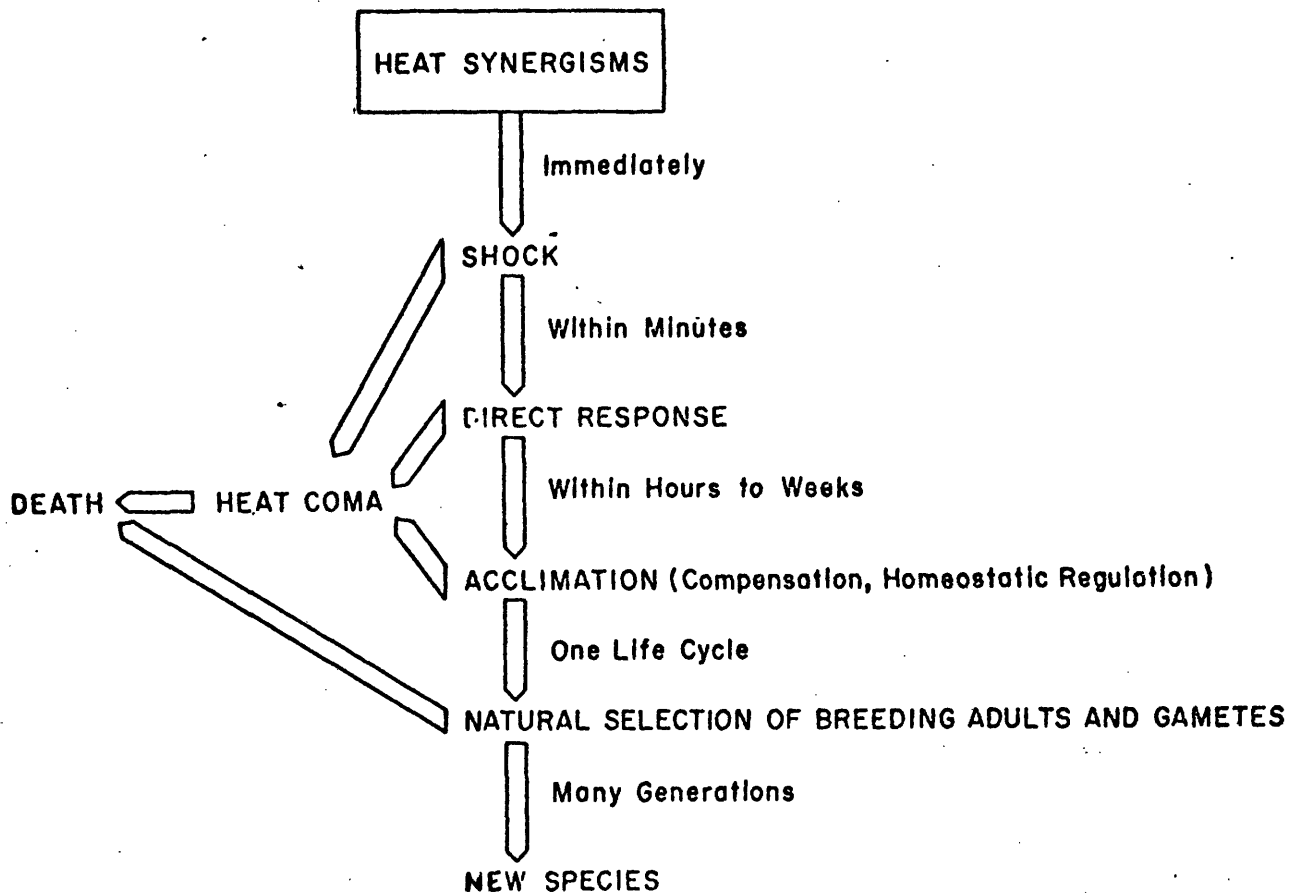 HEAT SYNERGISMS
Immediately
SHOCK
Within Minutes
DIRECT RESPONSE
Within Hours to Weeks
DEATH
HEAT COMA
ACCLIMATION (Compensation, Homeostatic Regulation)
One Life Cycle
NATURAL SELECTION OF BREEDING ADULTS AND GAMETES
Many Generations
NEW SPECIES